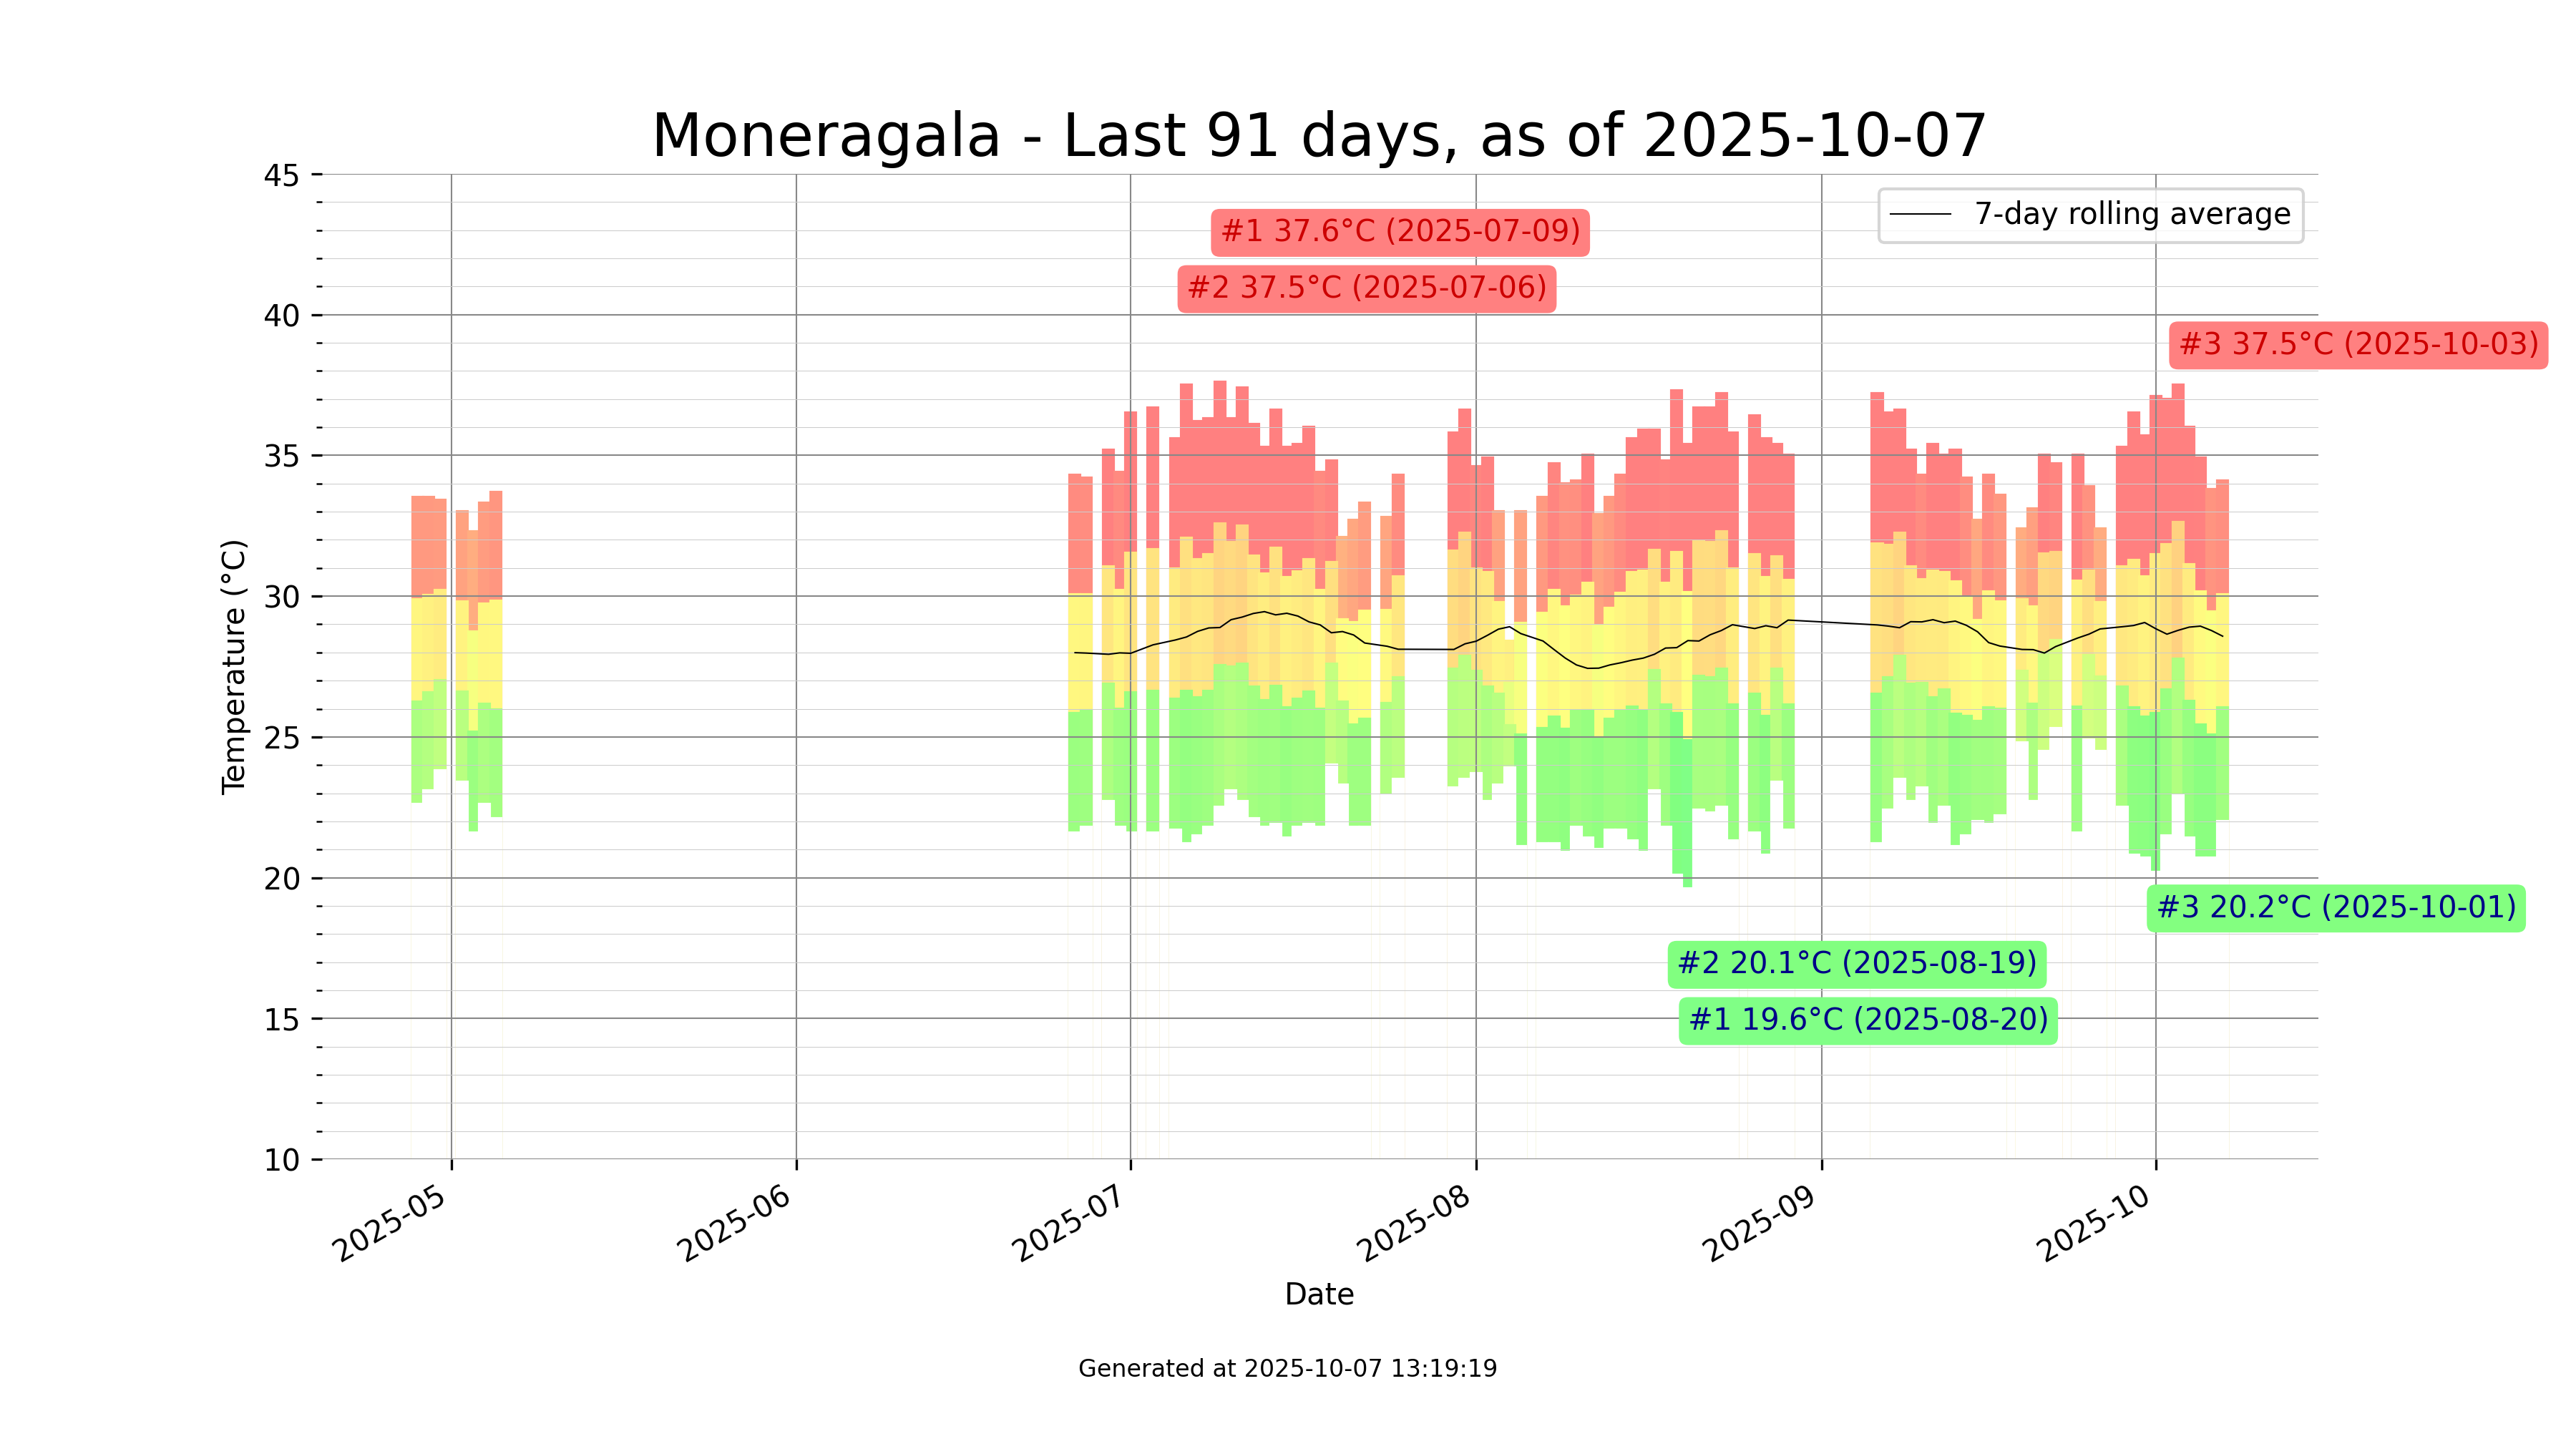 Moneragala - Last 91 days, as of 2025-10-07
45
7-day rolling average
#1 37.6°C (2025-07-09)
#2 37.5°C (2025-07-06)
40
#3 37.5°C (2025-10-03)
35
30
Temperature (°C)
25
20
#3 20.2°C (2025-10-01)
#2 20.1°C (2025-08-19)
15
#1 19.6°C (2025-08-20)
10
2025-05
2025-06
2025-07
2025-08
2025-09
2025-10
Date
Generated at 2025-10-07 13:19:19